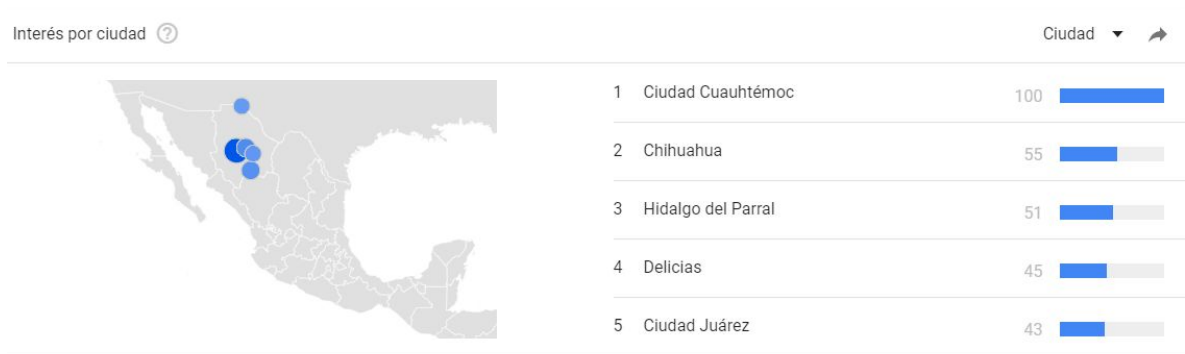 Interés por ciudad ?
Ciudad
1 Ciudad Cuauhtémoc 100
2 Chihuahua 55
3 Hidalgo del Parral 51
4 Delicias 45
5 Ciudad Juárez 43